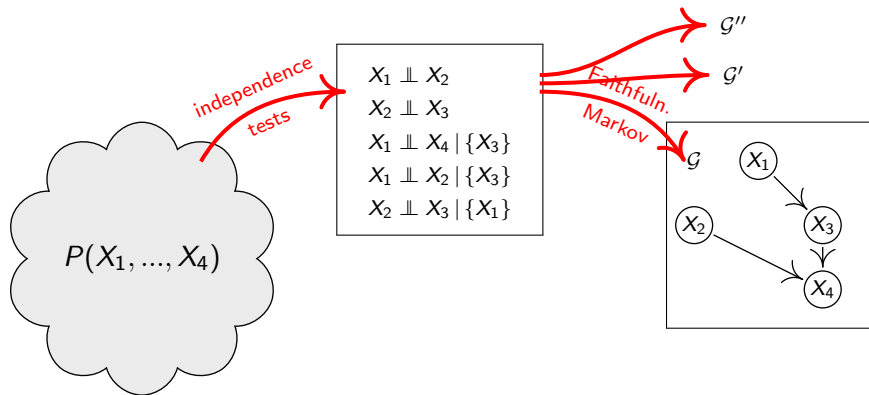 P(X₁, ..., X₄)
independence
tests
X₁ ⫫ X₂
X₂ ⫫ X₃
X₁ ⫫ X₄ | {X₃}
X₁ ⫫ X₂ | {X₃}
X₂ ⫫ X₃ | {X₁}
Faithfuln.
Markov
𝒢′′
𝒢′
𝒢
X₁
X₂
X₃
X₄